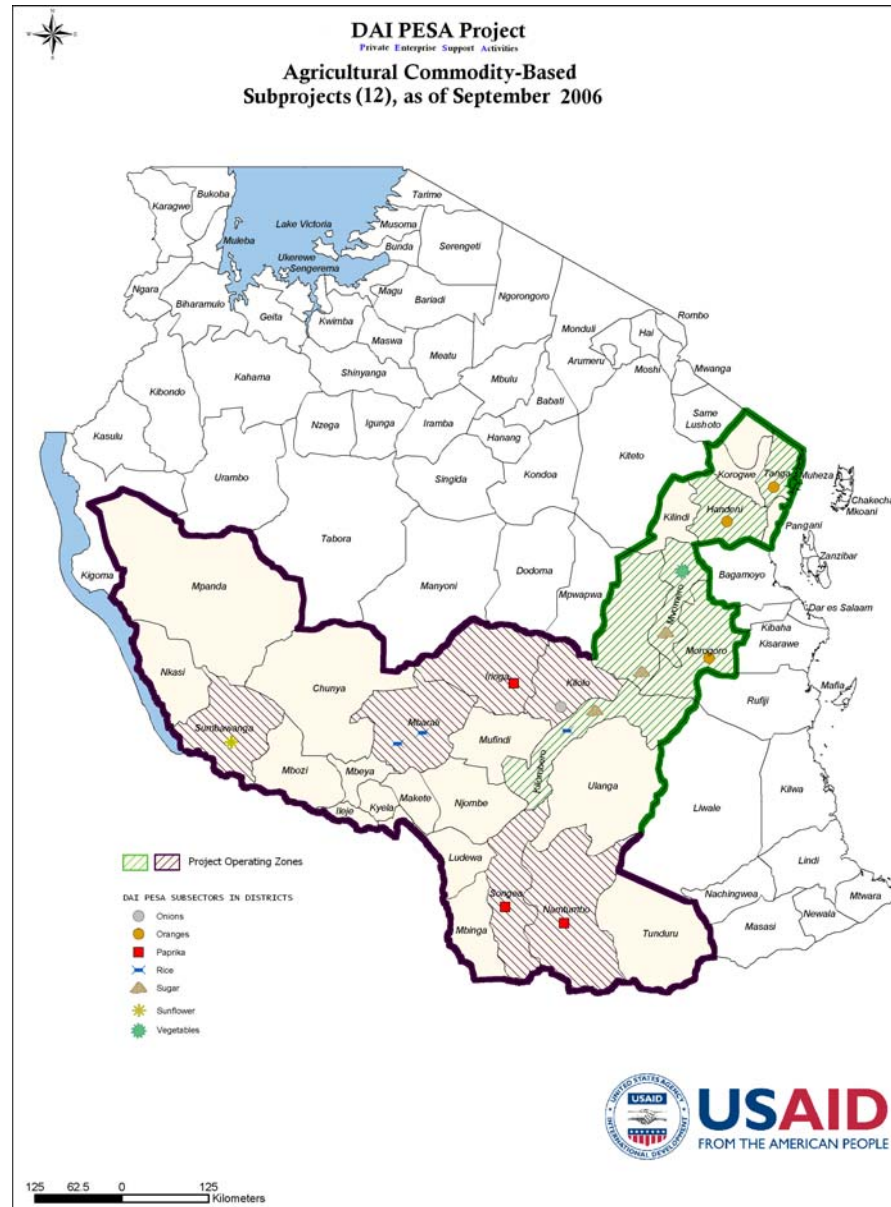 DAI PESA Project
Private Enterprise Support Activities
Agricultural Commodity-Based
Subprojects (12), as of September 2006
Bukoba
Karagwe
Tarime
Lake Victoria
Musoma
Muleba
Bunda
Serengeti
Ukerewe
Sengerema
Ngara
Magu
Biharamulo
Bariadi
Ngorongoro
Geita
Kwimba
Rombo
Monduli
Hai
Maswa
Meatu
Arumeru
Moshi
Mwanga
Shinyanga
Kahama
Mbulu
Kibondo
Babati
Same
Lushoto
Nzega
Igunga
Iramba
Kasulu
Hanang
Kiteto
Urambo
Singida
Kondoa
Korogwe
Tanga
Muheza
Chakechake
Mkoani
Handeni
Kilindi
Pangani
Tabora
Zanzibar
Kigoma
Dodoma
Mpanda
Manyoni
Mpwapwa
Bagamoyo
Mvomero
Dar es Salaam
Kibaha
Kisarawe
Morogoro
Nkasi
Iringa
Kilolo
Mafia
Chunya
Rufiji
Sumbawanga
Mbarali
Mufindi
Kilombero
Mbozi
Mbeya
Ulanga
Ileje
Kyela
Makete
Njombe
Liwale
Kilwa
Ludewa
Lindi
Songea
Namtumbo
Nachingwea
Mtwara
Mbinga
Tunduru
Masasi
Newala
Project Operating Zones
DAI PESA SUBSECTORS IN DISTRICTS
Onions
Oranges
Paprika
Rice
Sugar
Sunflower
Vegetables
UNITED STATES AGENCY
USAID
INTERNATIONAL DEVELOPMENT
USAID
FROM THE AMERICAN PEOPLE
125 62.5 0 125
Kilometers